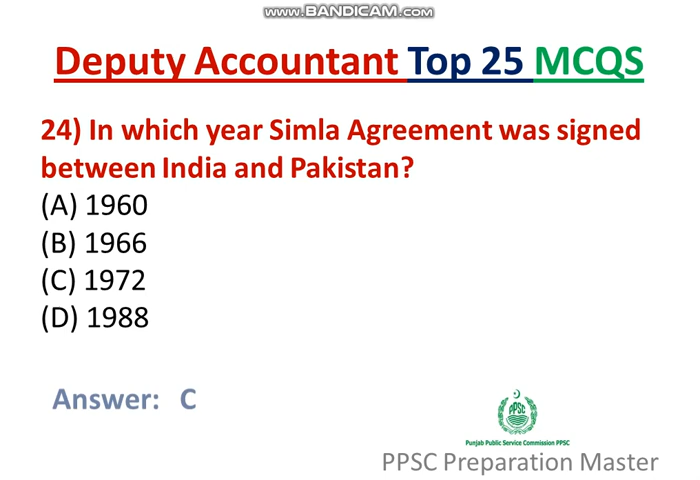 www.BANDICAM.com
Deputy Accountant Top 25 MCQS
24) In which year Simla Agreement was signed
between India and Pakistan?
(A) 1960
(B) 1966
(C) 1972
(D) 1988
Answer: C
PPSC
Punjab Public Service Commission PPSC
PPSC Preparation Master